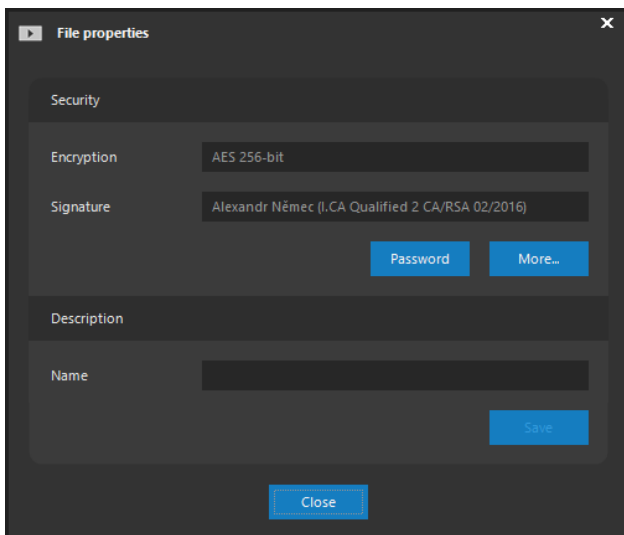 File properties
Security
Encryption AES 256-bit
Signature Alexandr Němec (I.CA Qualified 2 CA/RSA 02/2016)
Password More...
Description
Name
Save
Close